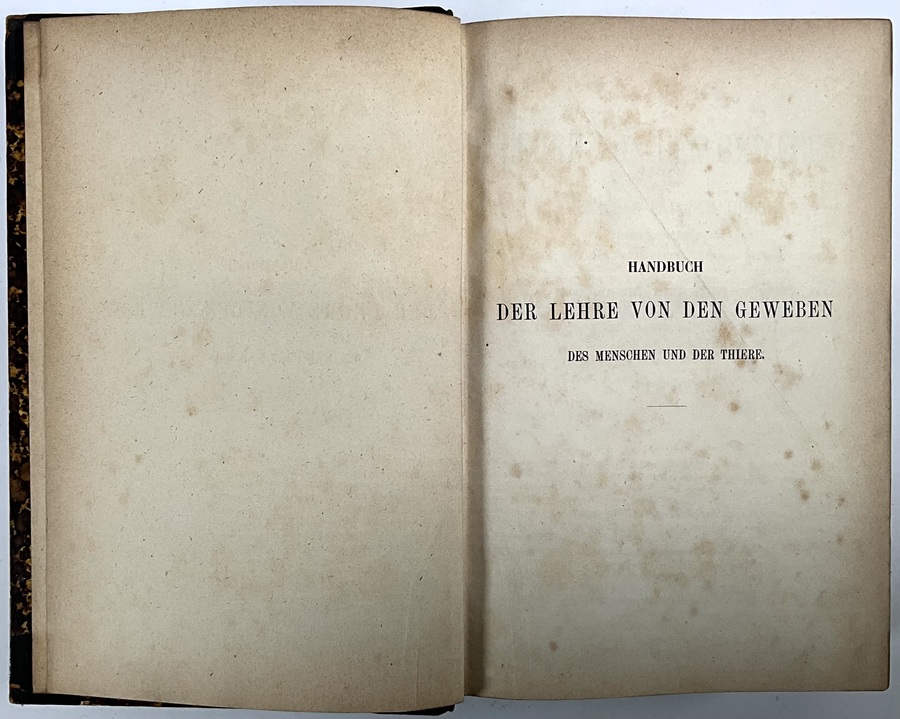 HANDBUCH
DER LEHRE VON DEN GEWEBEN
DES MENSCHEN UND DER THIERE.